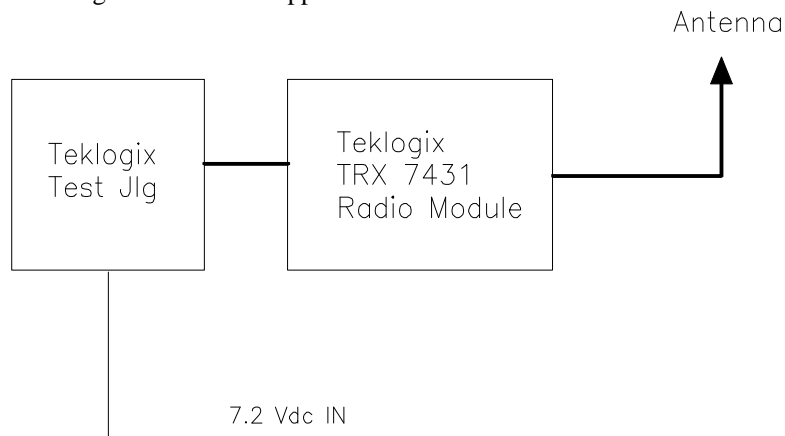 Antenna
Teklogix
Test JIg
Teklogix
TRX 7431
Radio Module
7.2 Vdc IN